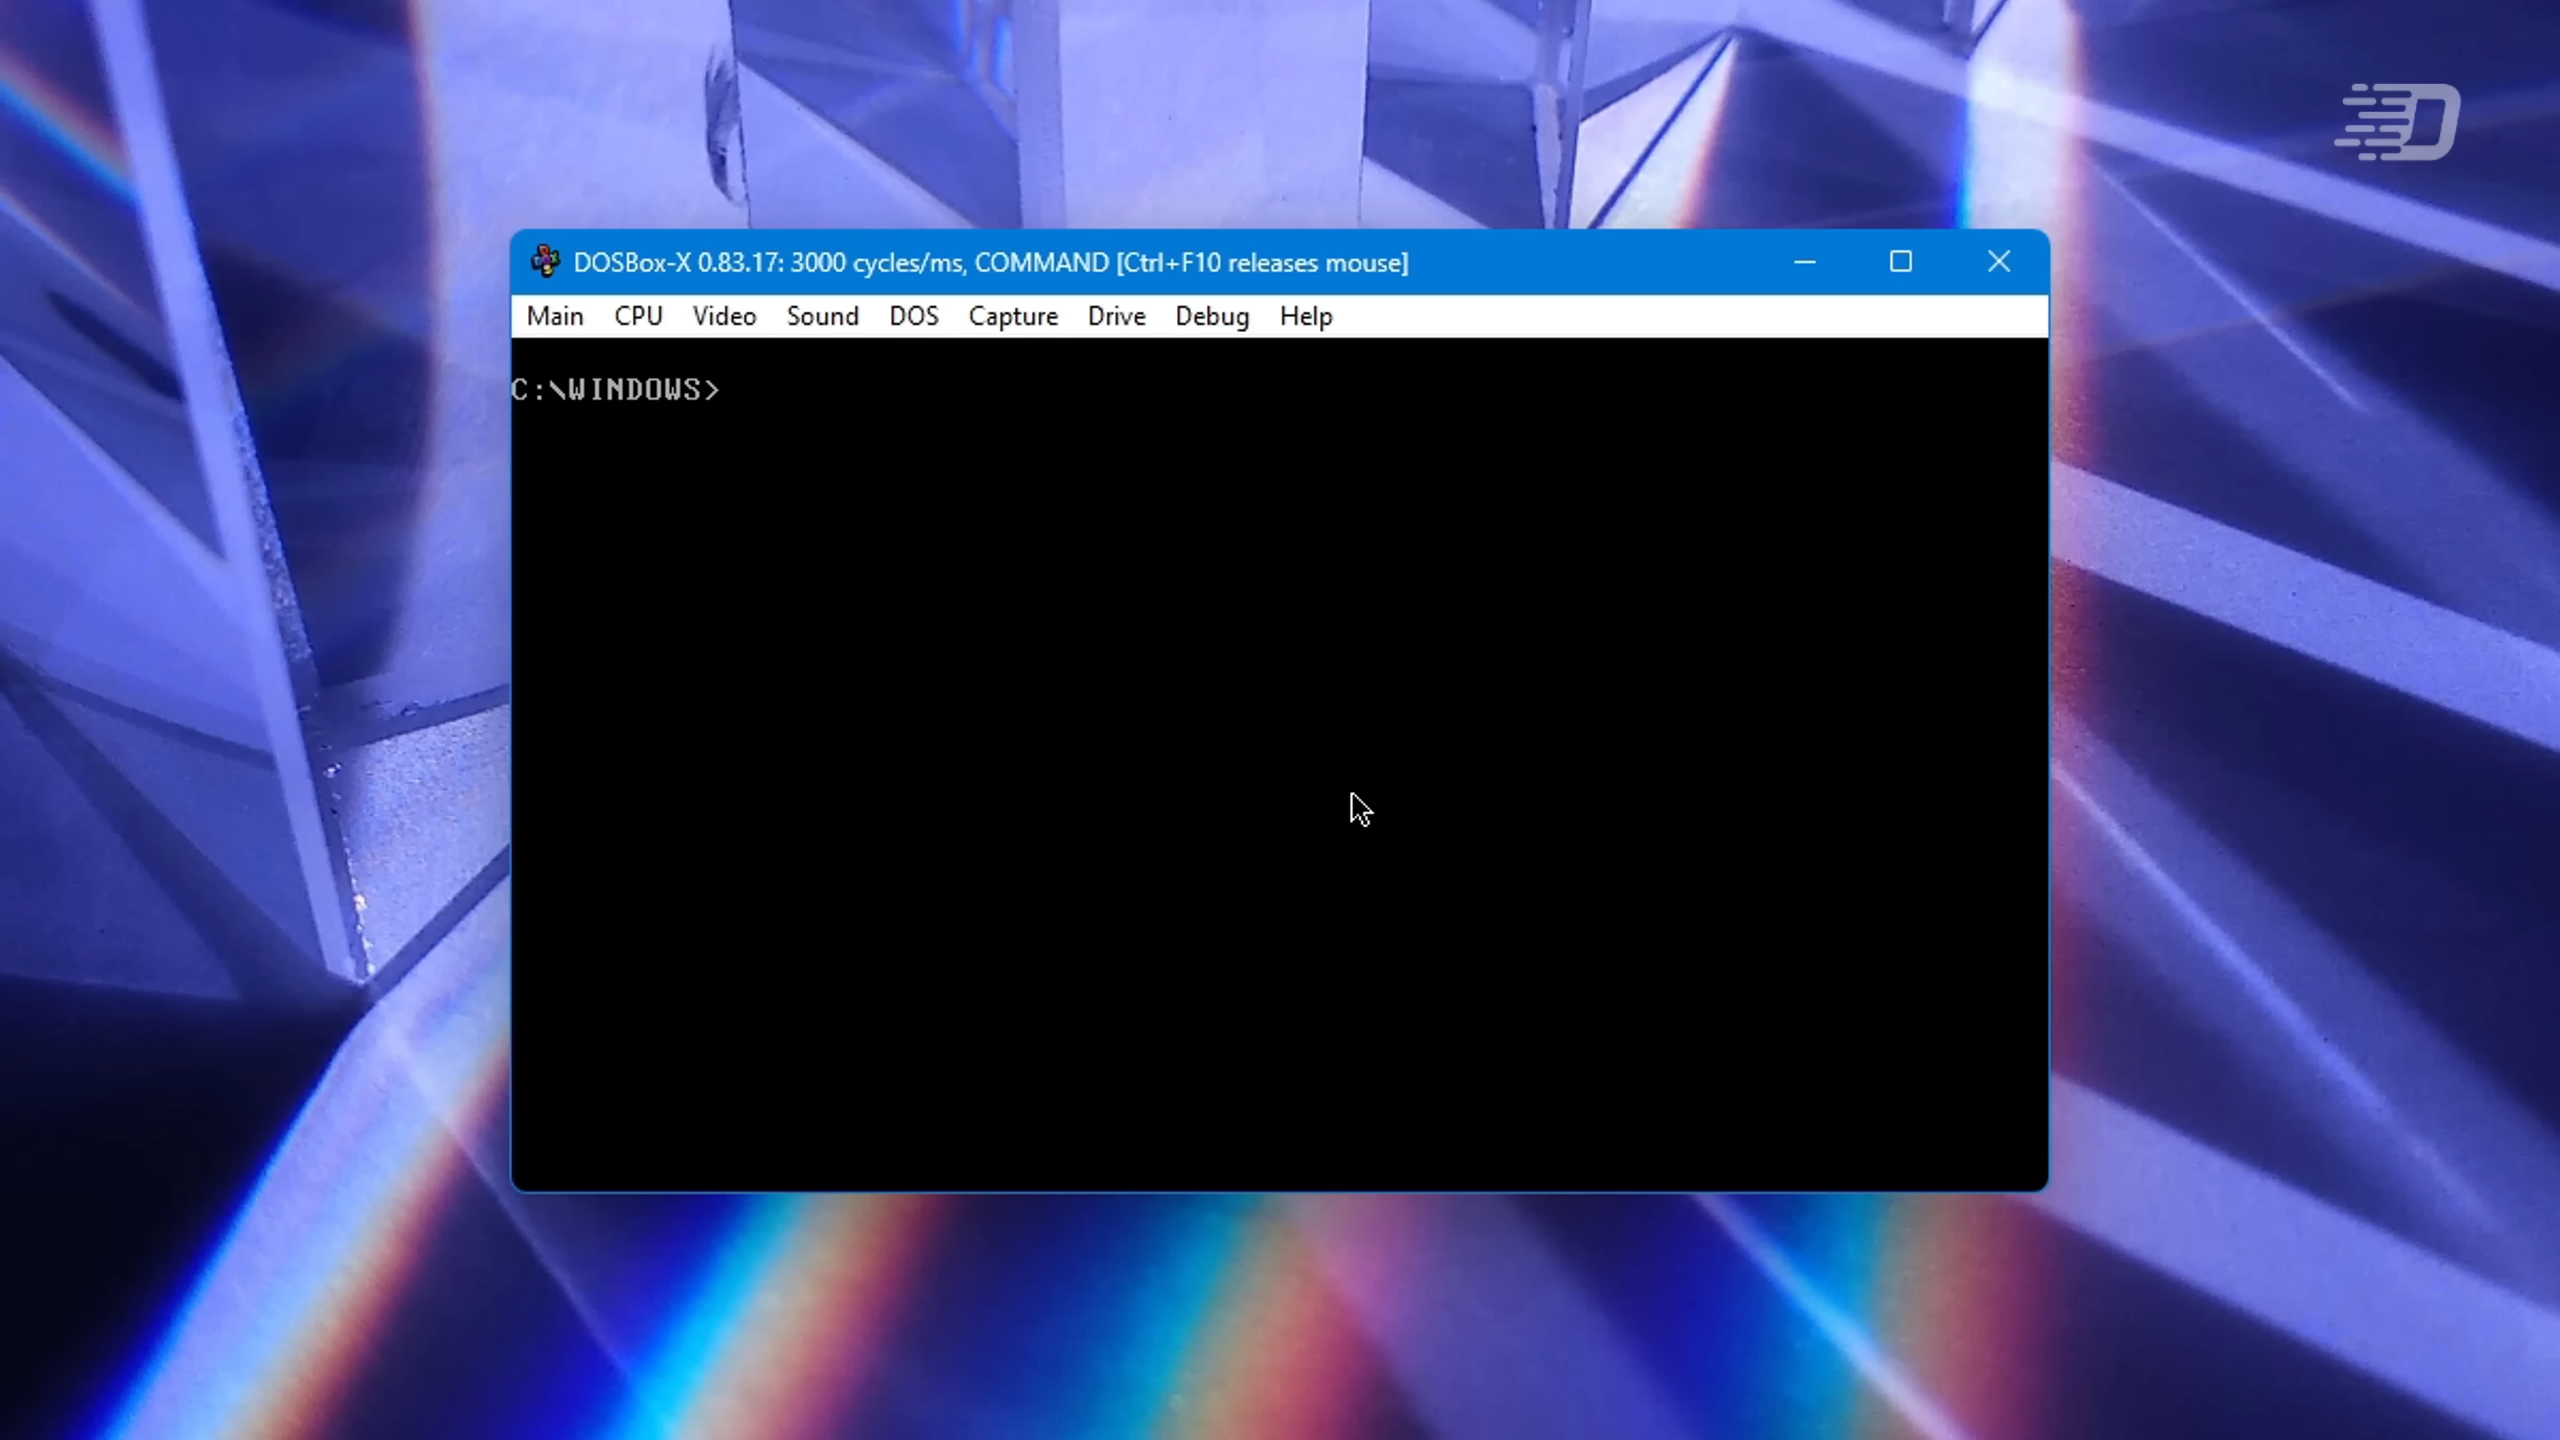 DOSBox-X 0.83.17: 3000 cycles/ms, COMMAND [Ctrl+F10 releases mouse]
Main CPU Video Sound DOS Capture Drive Debug Help
C:\WINDOWS>
D